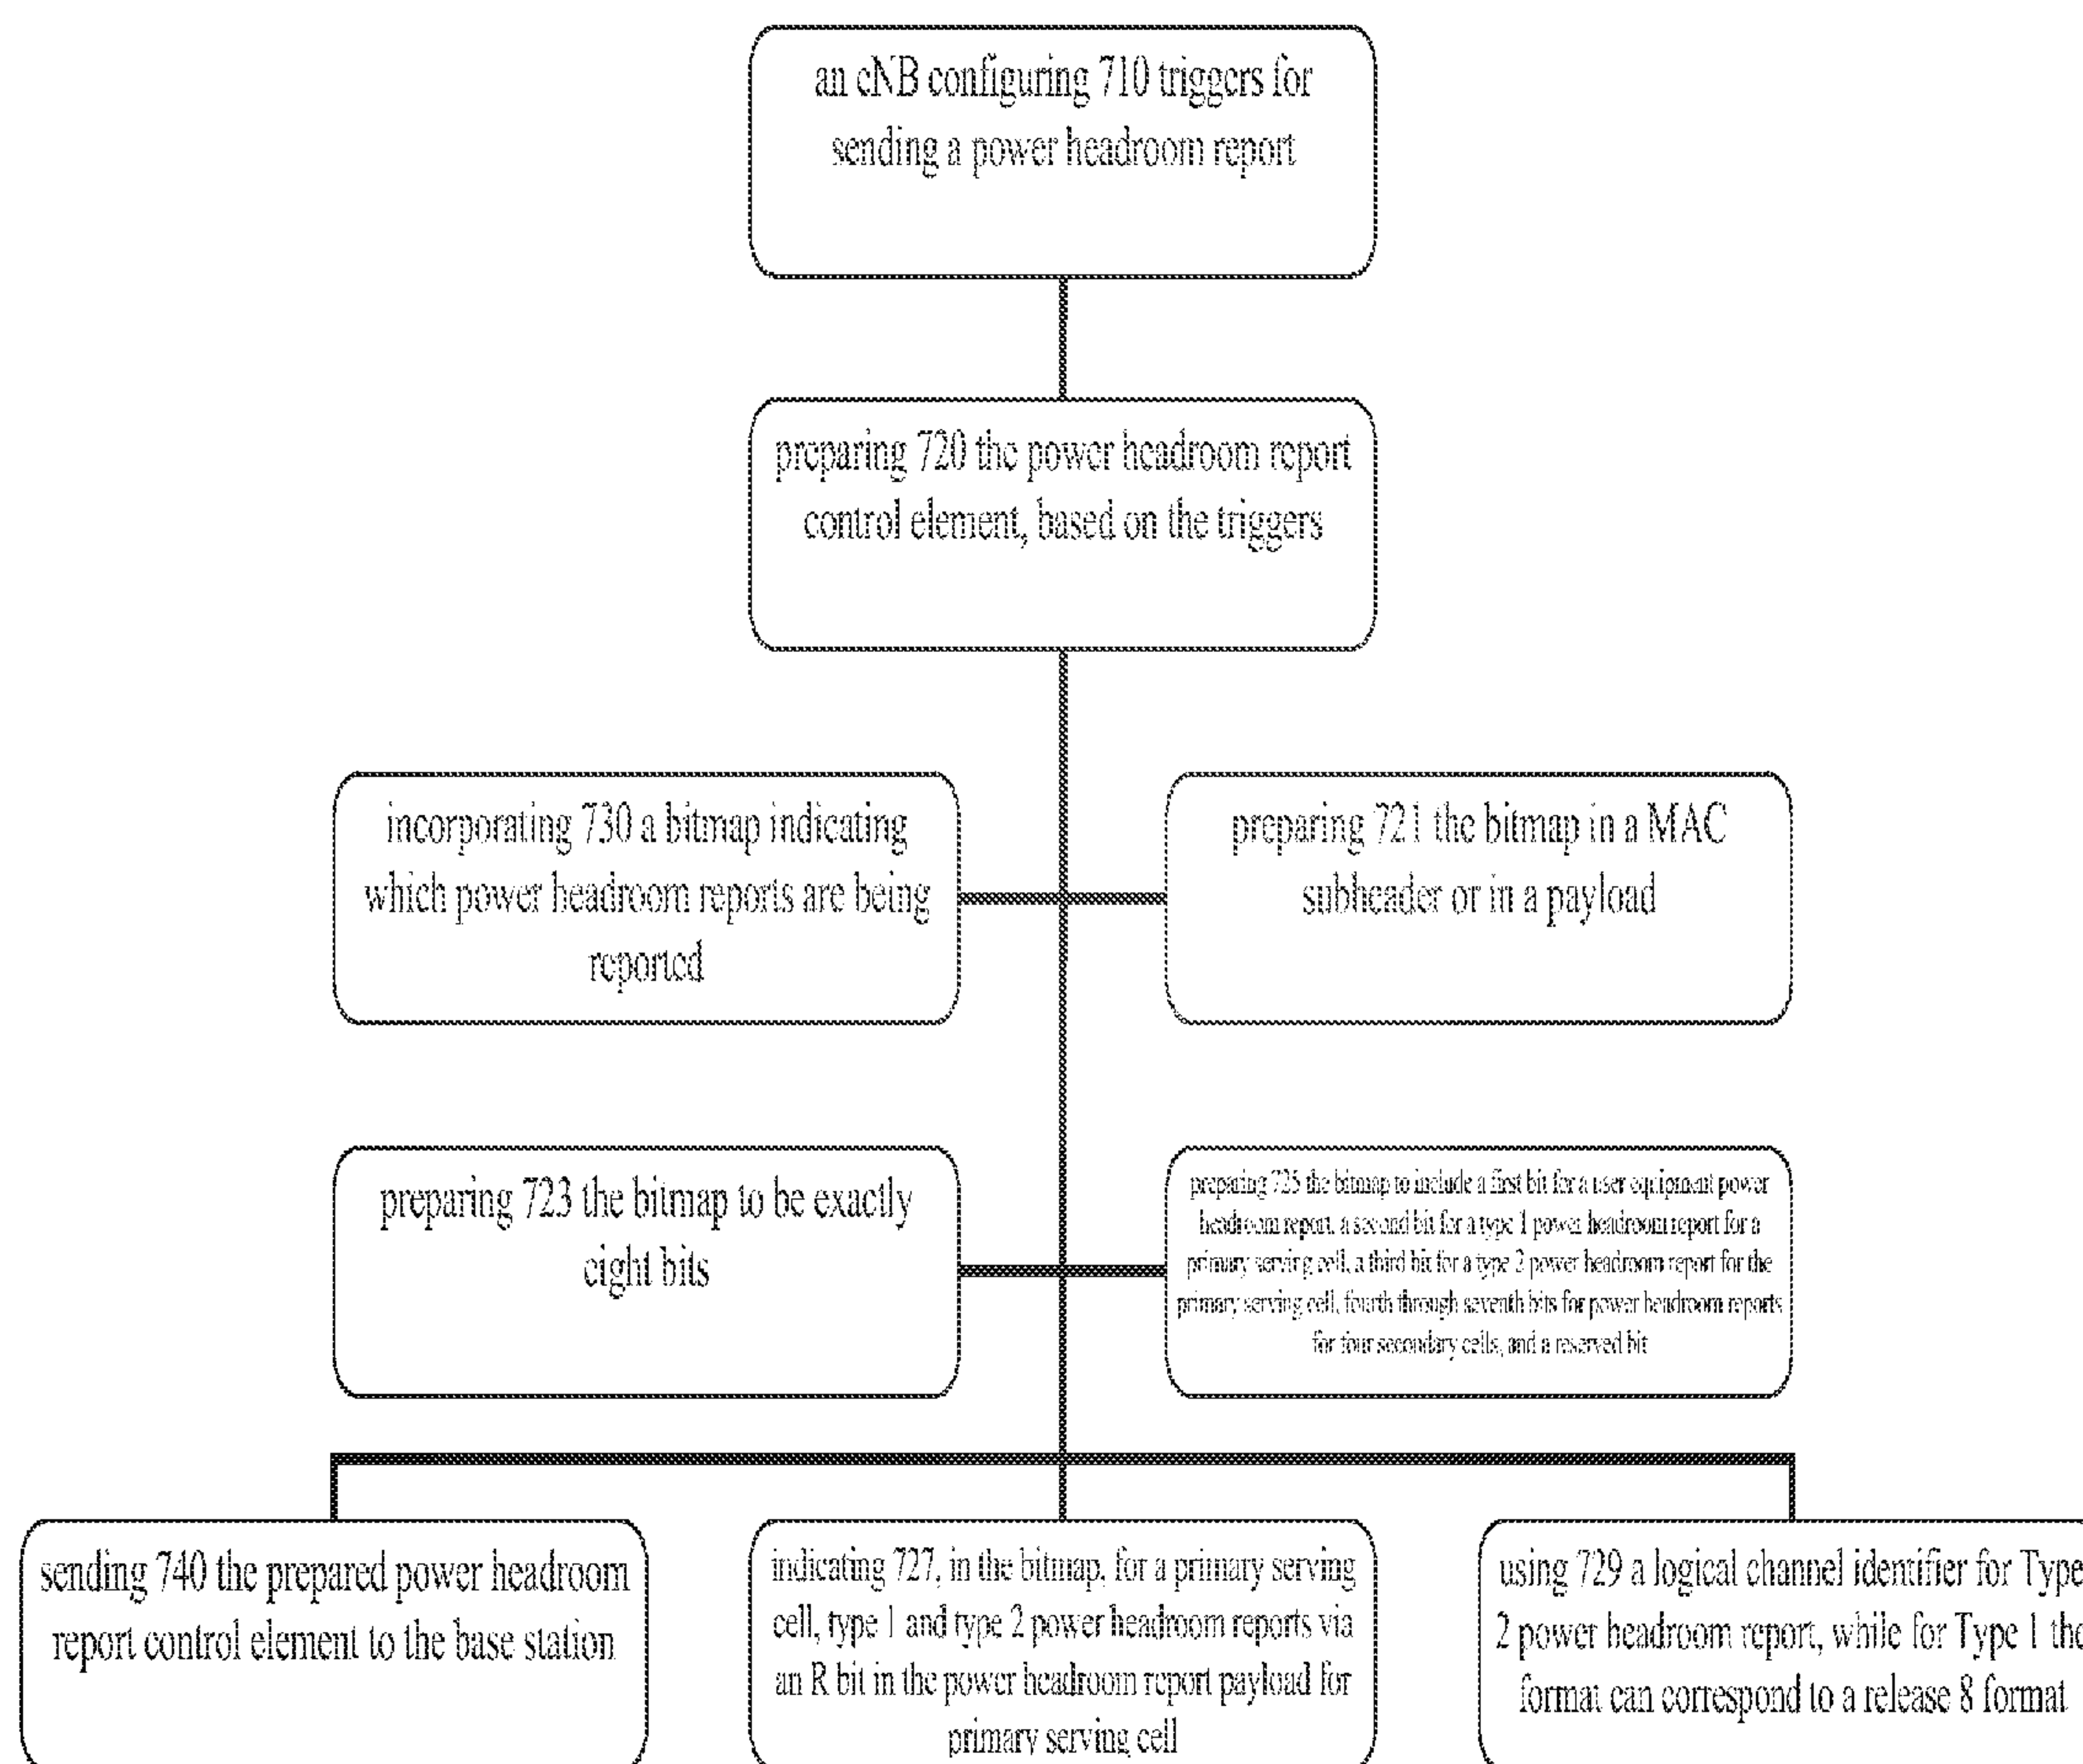 an eNB configuring 710 triggers for
sending a power headroom report
preparing 720 the power headroom report
control element, based on the triggers
incorporating 730 a bitmap indicating
which power headroom reports are being
reported
preparing 721 the bitmap in a MAC
subheader or in a payload
preparing 723 the bitmap to be exactly
eight bits
preparing 725 the bitmap to include a first bit for a user equipment power
headroom report, a second bit for a type 1 power headroom report for a
primary serving cell, a third bit for a type 2 power headroom report for the
primary serving cell, fourth through seventh bits for power headroom reports
for four secondary cells, and a reserved bit
sending 740 the prepared power headroom
report control element to the base station
indicating 727, in the bitmap, for a primary serving
cell, type 1 and type 2 power headroom reports via
an R bit in the power headroom report payload for
primary serving cell
using 729 a logical channel identifier for Type
2 power headroom report, while for Type 1 the
format can correspond to a release 8 format